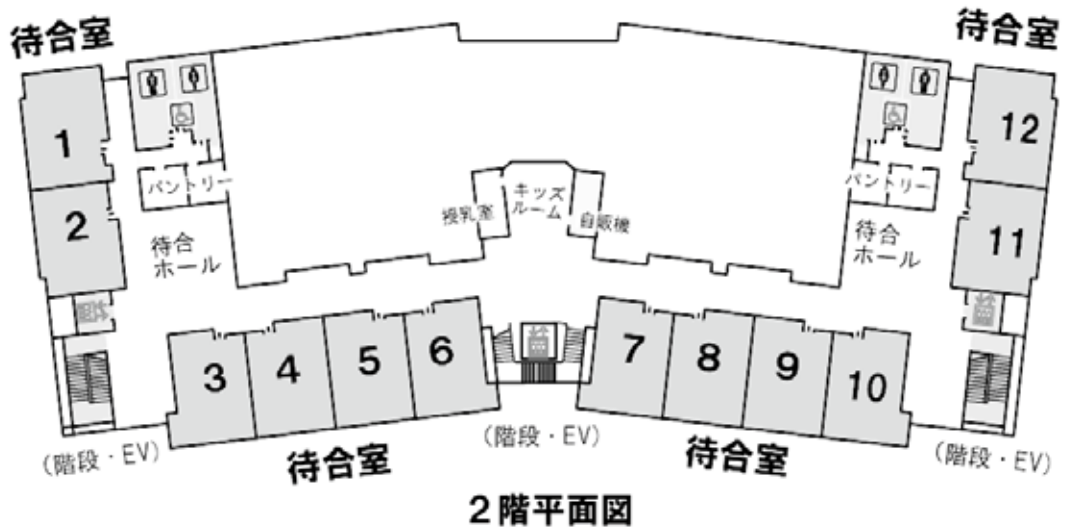 待合室
待合室
1
12
パントリー
キッズ
ルーム
パントリー
2
授乳室
自販機
11
待合
ホール
待合
ホール
3
4
5
6
7
8
9
10
(階段・EV)
待合室
(階段・EV)
待合室
(階段・EV)
2階平面図